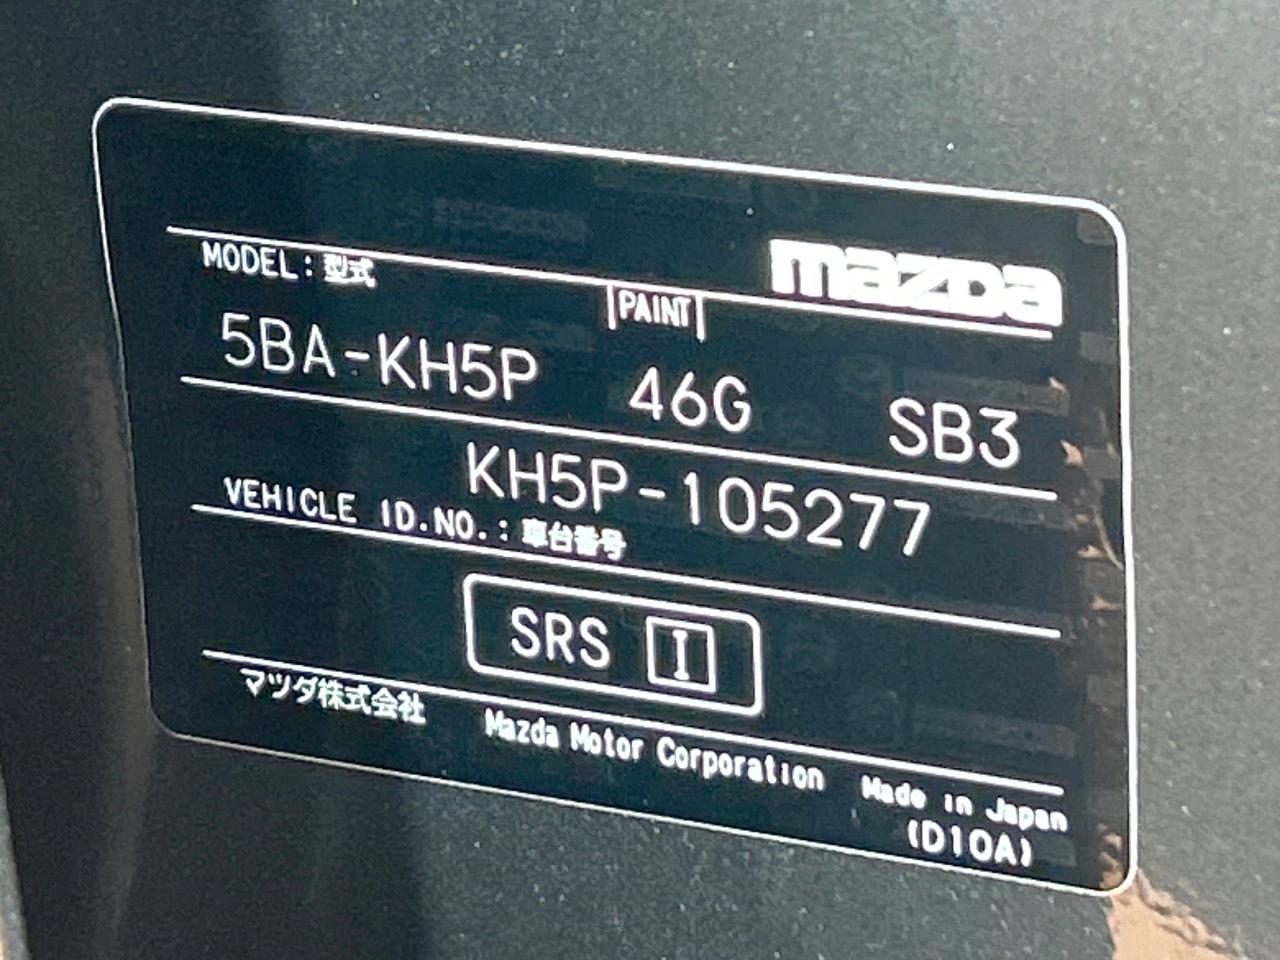 mazda
MODEL:型式
PAINT
5BA-KH5P 46G SB3
KH5P-105277
VEHICLE ID.NO.:車台番号
SRS I
マツダ株式会社 Mazda Motor Corporation Made in Japan
(D10A)